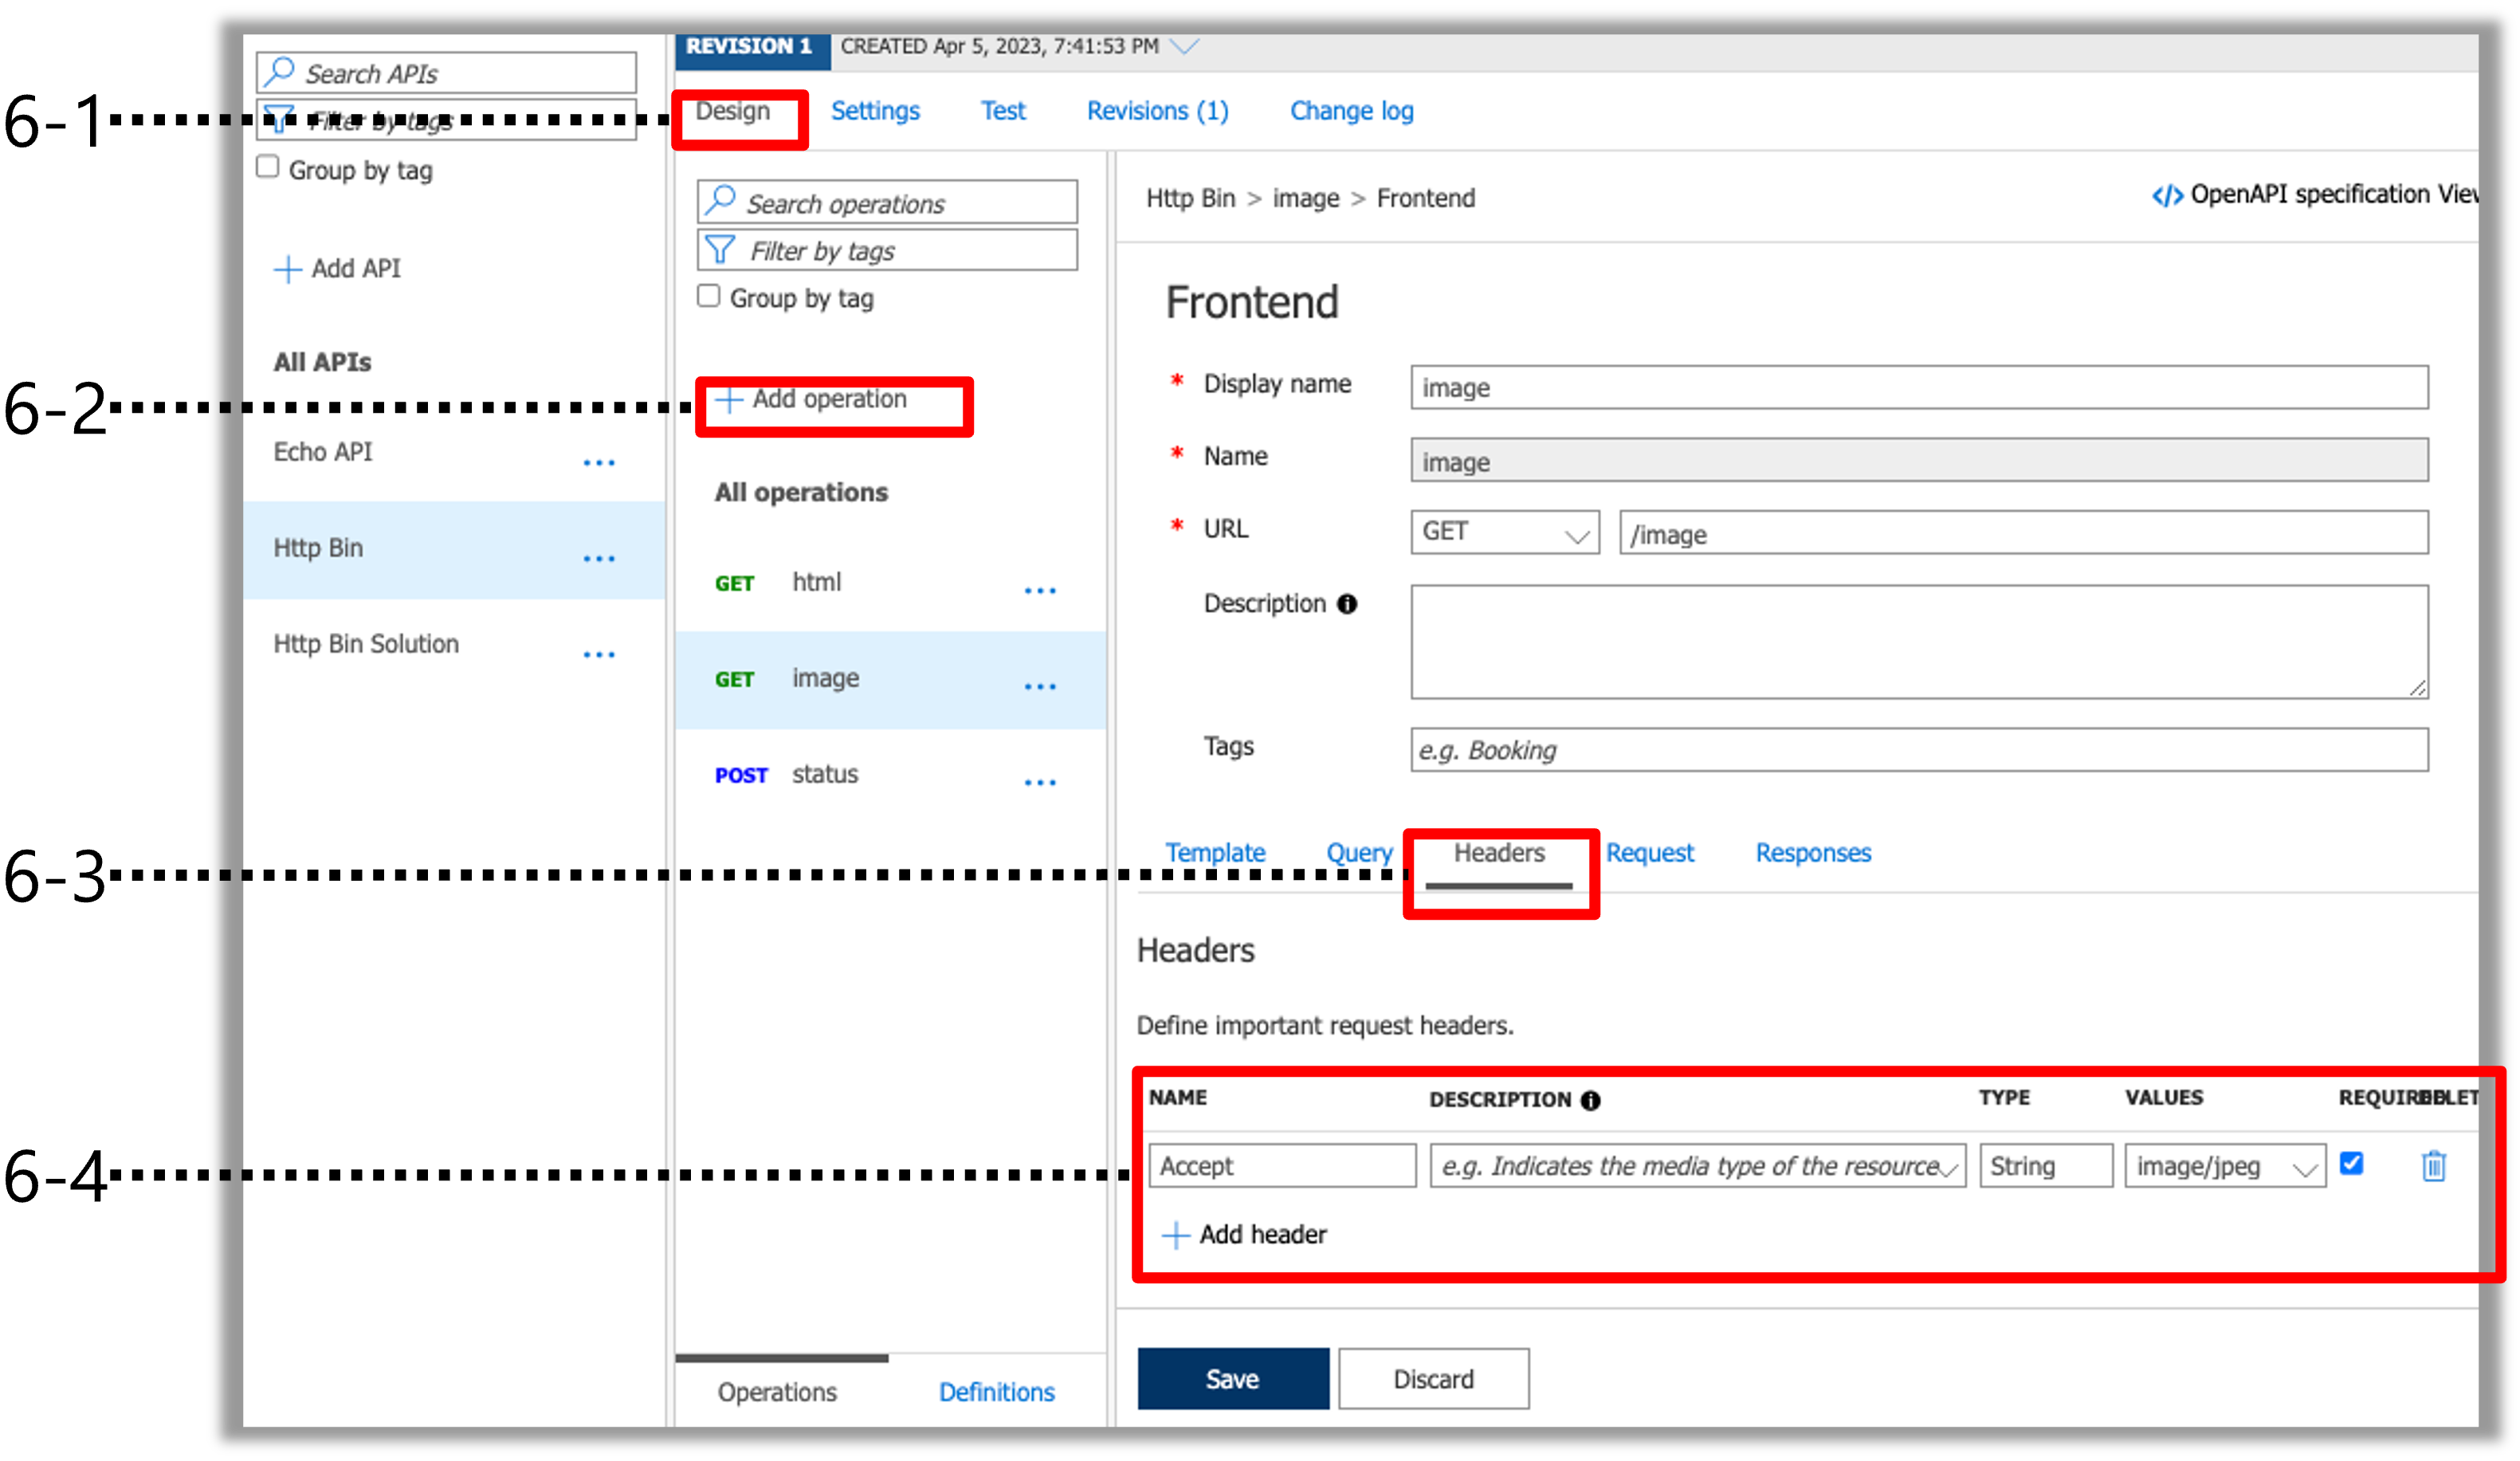 REVISION 1 CREATED Apr 5, 2023, 7:41:53 PM
Search APIs
6-1
Filter by tags
Group by tag
Add API
All APIs
6-2
Echo API
Http Bin
Http Bin Solution
Design Settings Test Revisions (1) Change log
Search operations
Filter by tags
Group by tag
Add operation
All operations
GET html
GET image
POST status
Operations Definitions
Http Bin > image > Frontend
</> OpenAPI specification View
Frontend
* Display name image
* Name image
* URL GET /image
Description
Tags e.g. Booking
6-3
Template Query Headers Request Responses
Headers
Define important request headers.
NAME DESCRIPTION TYPE VALUES REQUIRED DELET
6-4
Accept e.g. Indicates the media type of the resource String image/jpeg
Add header
Save Discard